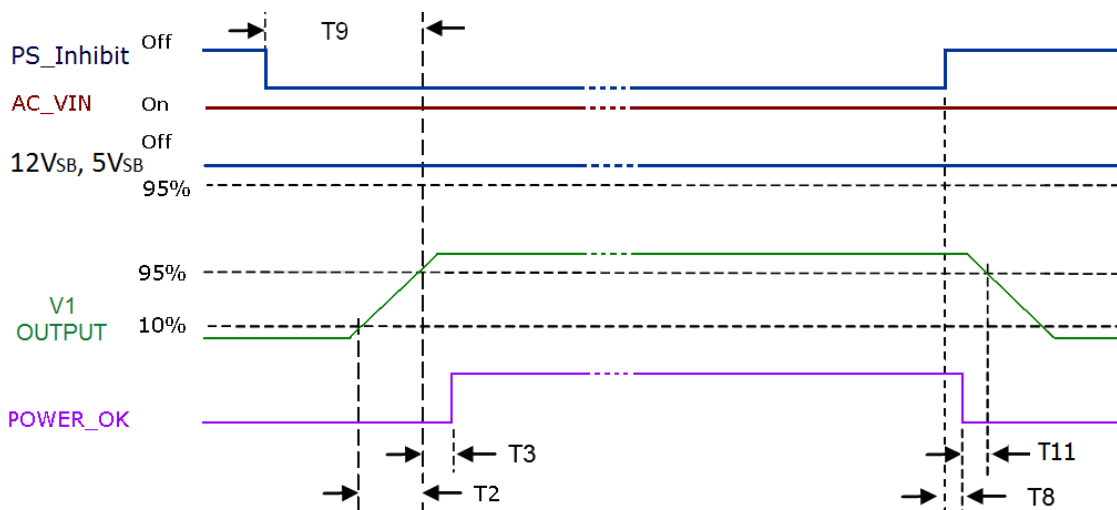 T9
Off
PS_Inhibit
AC_VIN On
Off
12VSB, 5VSB
95%
95%
V1
OUTPUT
10%
POWER_OK
T3
T11
T2
T8